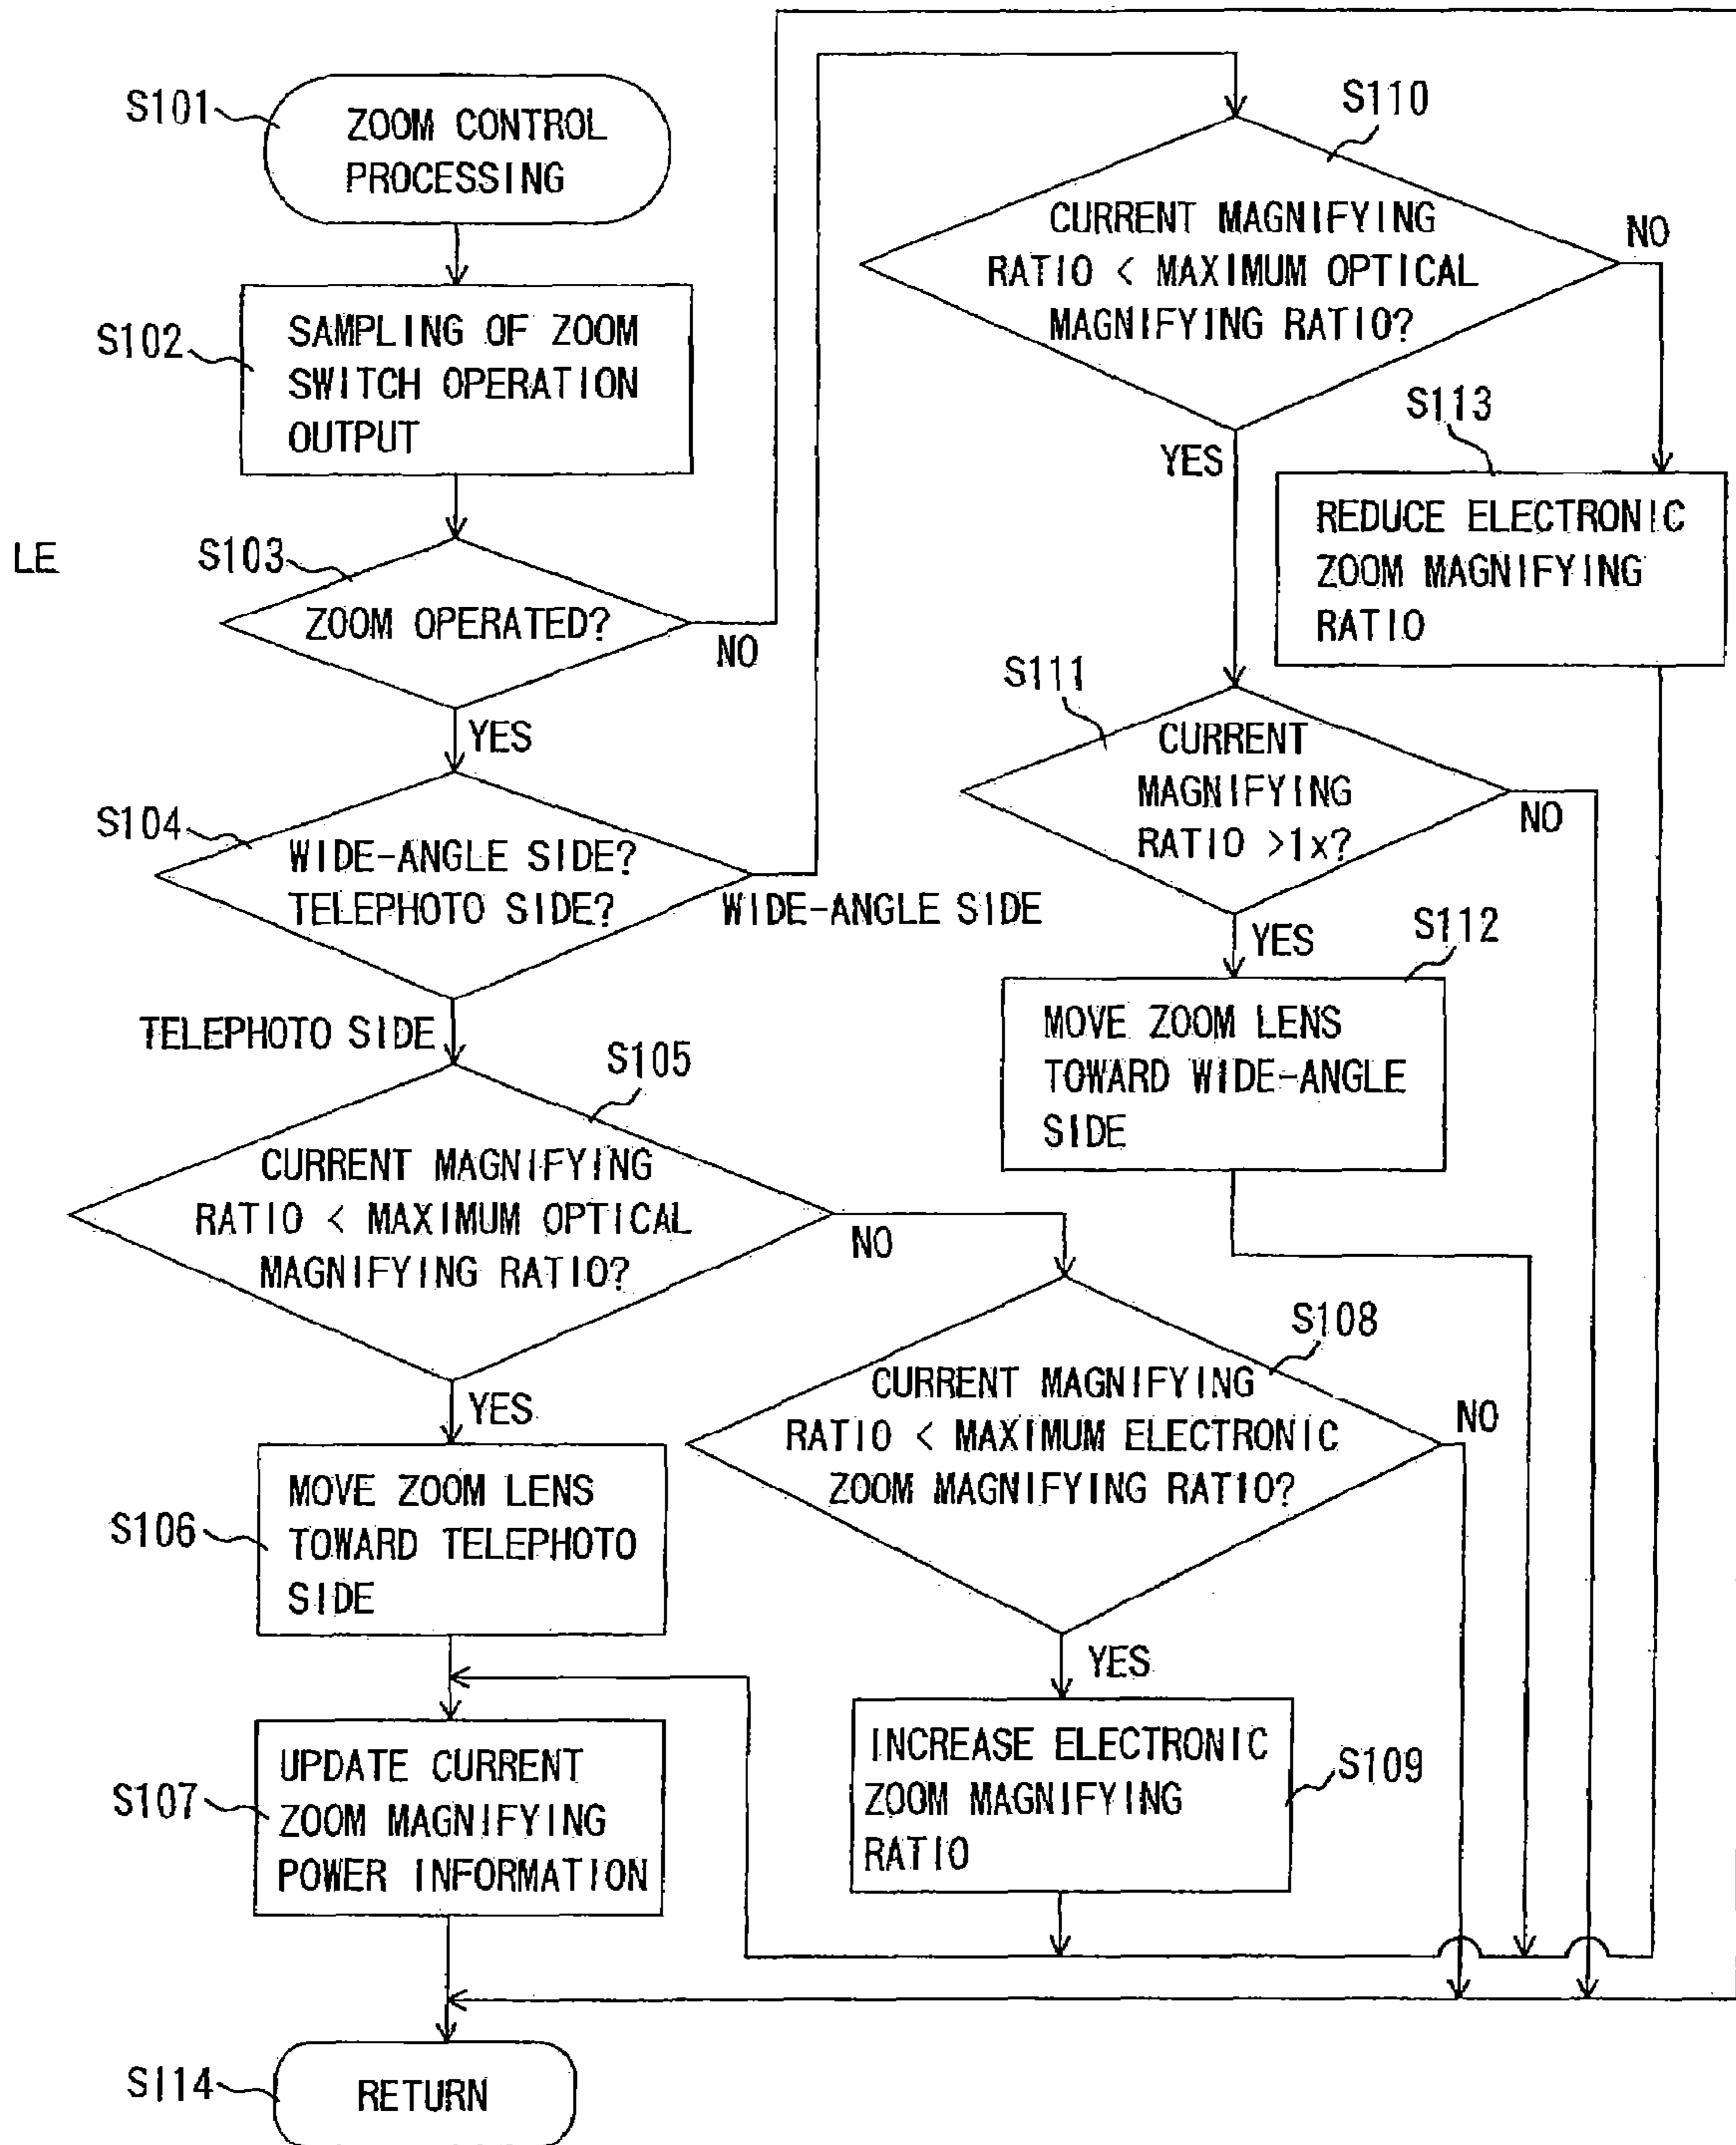 S101
ZOOM CONTROL
PROCESSING
S102
SAMPLING OF ZOOM
SWITCH OPERATION
OUTPUT
LE
S103
ZOOM OPERATED?
NO
YES
S104
WIDE-ANGLE SIDE?
TELEPHOTO SIDE?
WIDE-ANGLE SIDE
TELEPHOTO SIDE
S105
CURRENT MAGNIFYING
RATIO < MAXIMUM OPTICAL
MAGNIFYING RATIO?
NO
YES
S106
MOVE ZOOM LENS
TOWARD TELEPHOTO
SIDE
S107
UPDATE CURRENT
ZOOM MAGNIFYING
POWER INFORMATION
S108
CURRENT MAGNIFYING
RATIO < MAXIMUM ELECTRONIC
ZOOM MAGNIFYING RATIO?
NO
YES
INCREASE ELECTRONIC
ZOOM MAGNIFYING
RATIO
S109
S110
CURRENT MAGNIFYING
RATIO < MAXIMUM OPTICAL
MAGNIFYING RATIO?
NO
YES
S113
REDUCE ELECTRONIC
ZOOM MAGNIFYING
RATIO
S111
CURRENT
MAGNIFYING
RATIO >1x?
NO
YES
S112
MOVE ZOOM LENS
TOWARD WIDE-ANGLE
SIDE
S114
RETURN